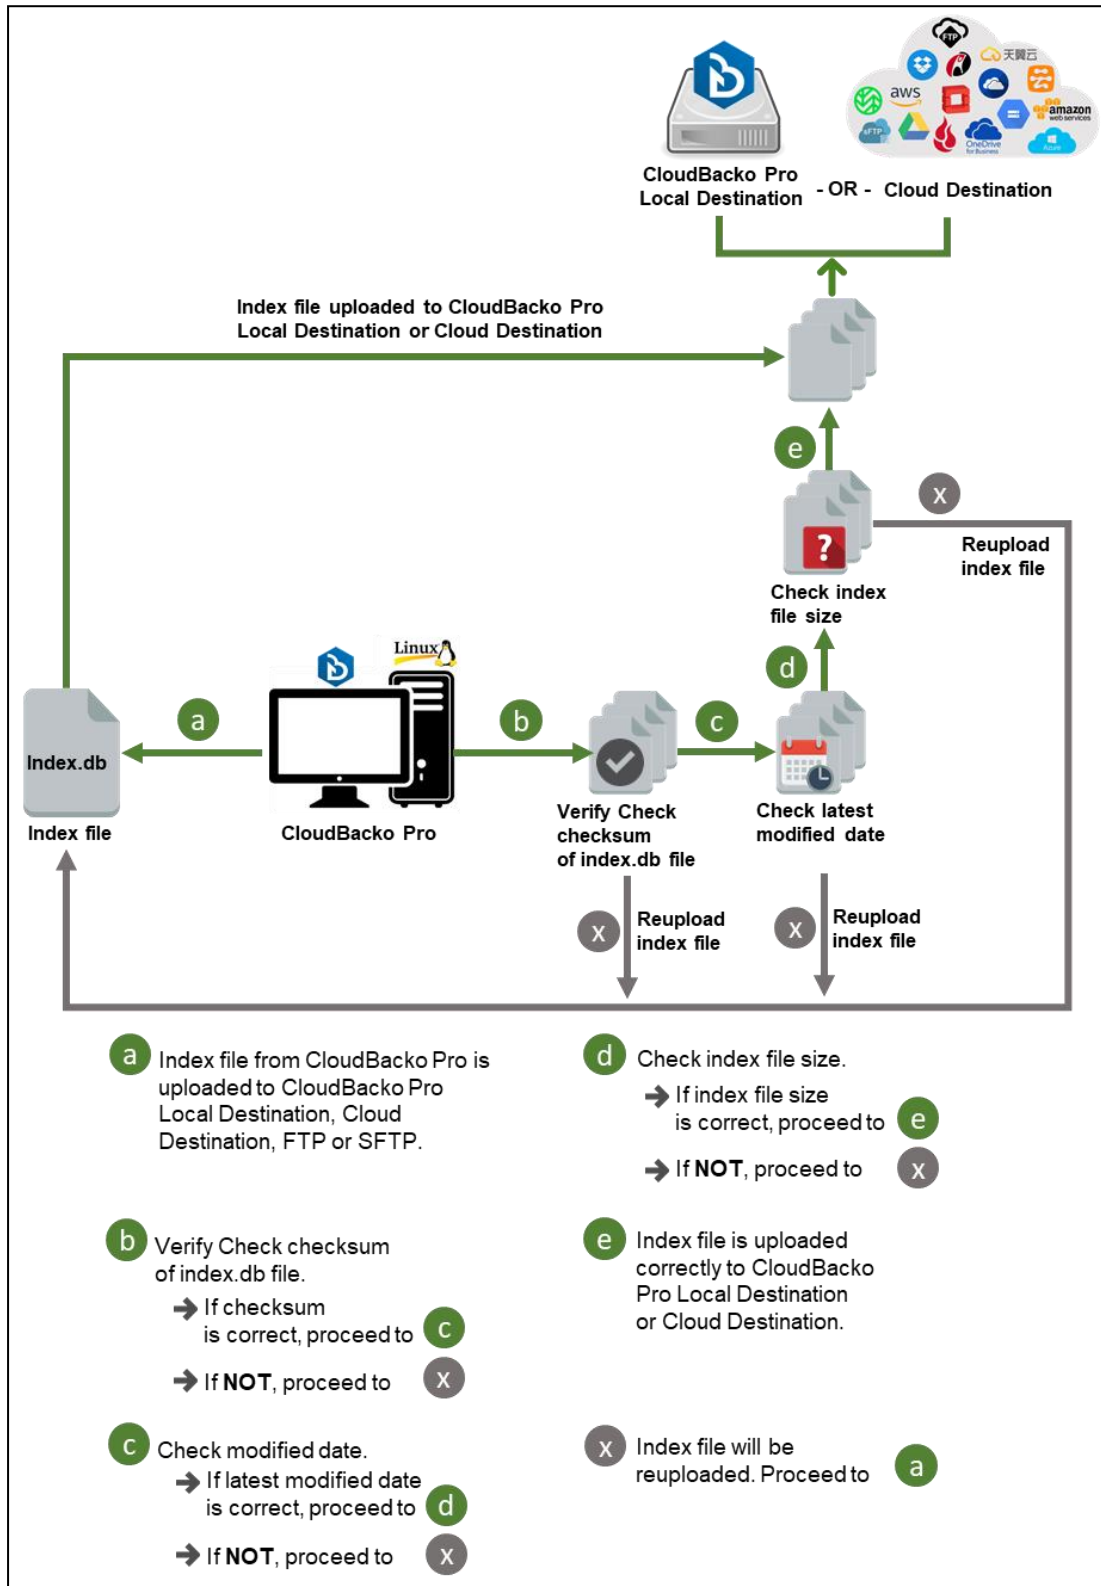 FTP
天翼云
aws
amazon
web services
sFTP
OneDrive
for Business
Azure
CloudBacko Pro
Local Destination
- OR -
Cloud Destination
Index file uploaded to CloudBacko Pro
Local Destination or Cloud Destination
e
x
?
Reupload
index file
Check index
file size
d
Linux
a
b
c
Index.db
Index file
CloudBacko Pro
Verify Check
checksum
of index.db file
Check latest
modified date
x
Reupload
index file
x
Reupload
index file
a
Index file from CloudBacko Pro is
uploaded to CloudBacko Pro
Local Destination, Cloud
Destination, FTP or SFTP.
b
Verify Check checksum
of index.db file.
If checksum
is correct, proceed to c
If NOT, proceed to x
c
Check modified date.
If latest modified date
is correct, proceed to d
If NOT, proceed to x
d
Check index file size.
If index file size
is correct, proceed to e
If NOT, proceed to x
e
Index file is uploaded
correctly to CloudBacko
Pro Local Destination
or Cloud Destination.
x
Index file will be
reuploaded. Proceed to a